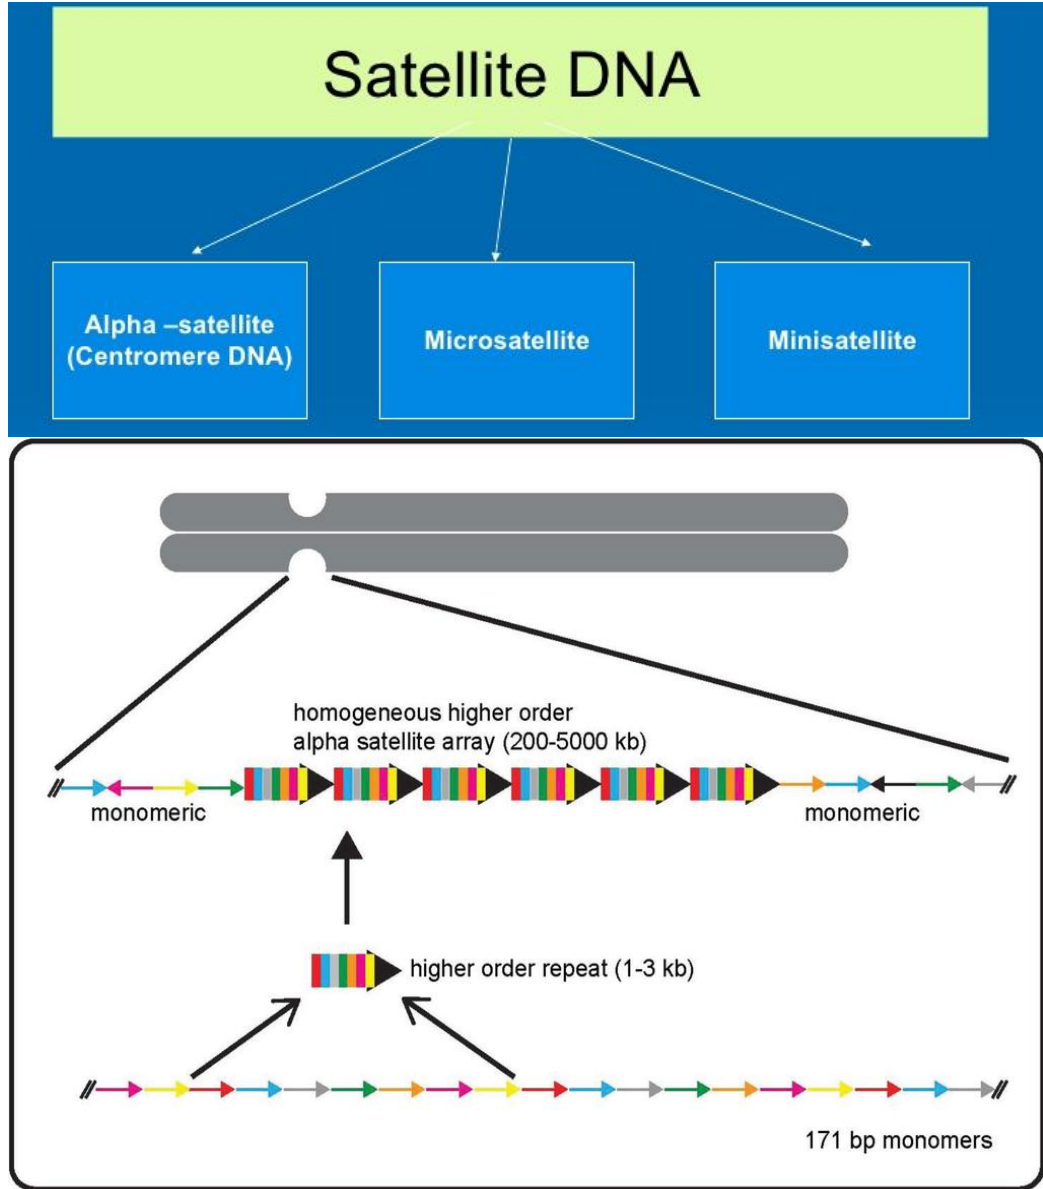 Satellite DNA
Alpha –satellite
(Centromere DNA)
Microsatellite
Minisatellite
homogeneous higher order
alpha satellite array (200-5000 kb)
monomeric
monomeric
higher order repeat (1-3 kb)
171 bp monomers